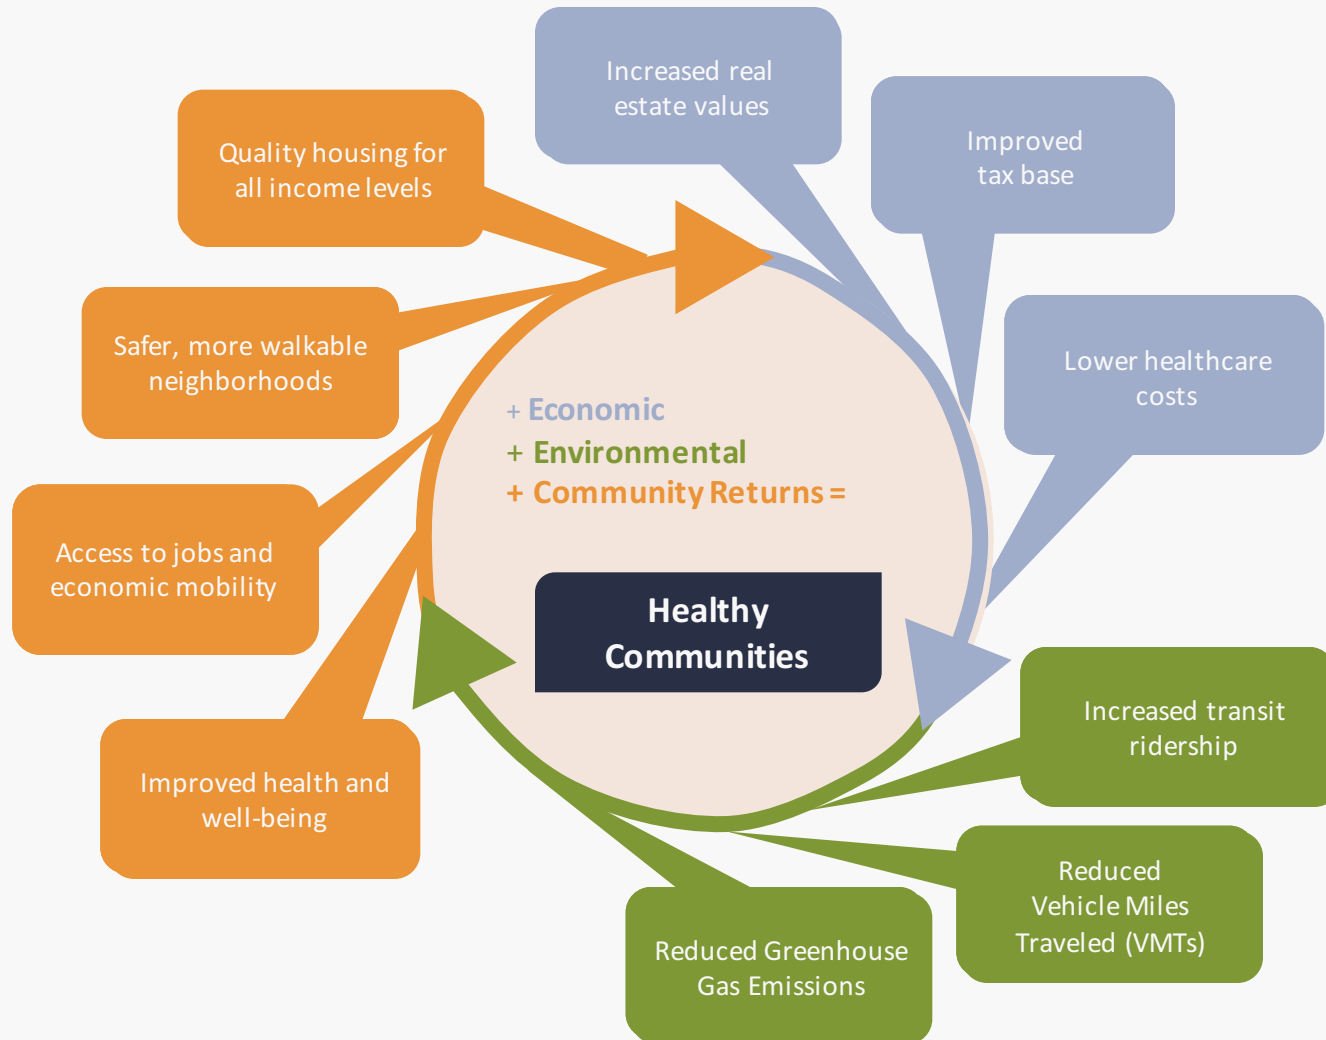 Increased real
estate values
Improved
tax base
Quality housing for
all income levels
Safer, more walkable
neighborhoods
Lower healthcare
costs
+ Economic
+ Environmental
+ Community Returns =
Healthy
Communities
Access to jobs and
economic mobility
Increased transit
ridership
Improved health and
well-being
Reduced
Vehicle Miles
Traveled (VMTs)
Reduced Greenhouse
Gas Emissions